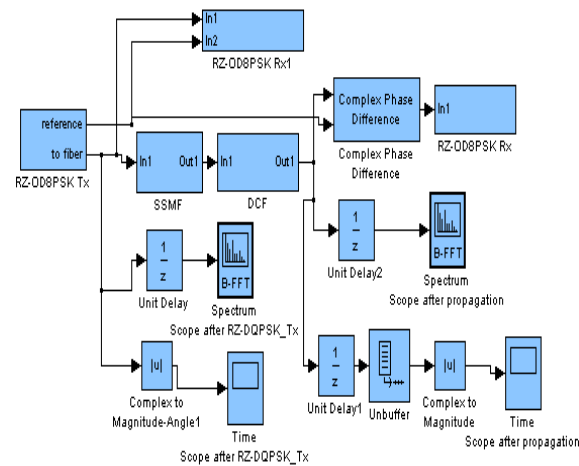 In1
In2
RZ-OD8PSK Rx1
reference
to fiber
RZ-OD8PSK Tx
In1 Out1
SSMF
In1 Out1
DCF
Complex Phase
Difference
Complex Phase
Difference
In1
RZ-OD8PSK Rx
1
z
Unit Delay
B-FFT
Spectrum
Scope after RZ-DQPSK_Tx
1
z
Unit Delay2
B-FFT
Spectrum
Scope after propagation
|u|
Complex to
Magnitude-Angle1
Time
Scope after RZ-DQPSK_Tx
1
z
Unit Delay1
Unbuffer
|u|
Complex to
Magnitude
Time
Scope after propagation